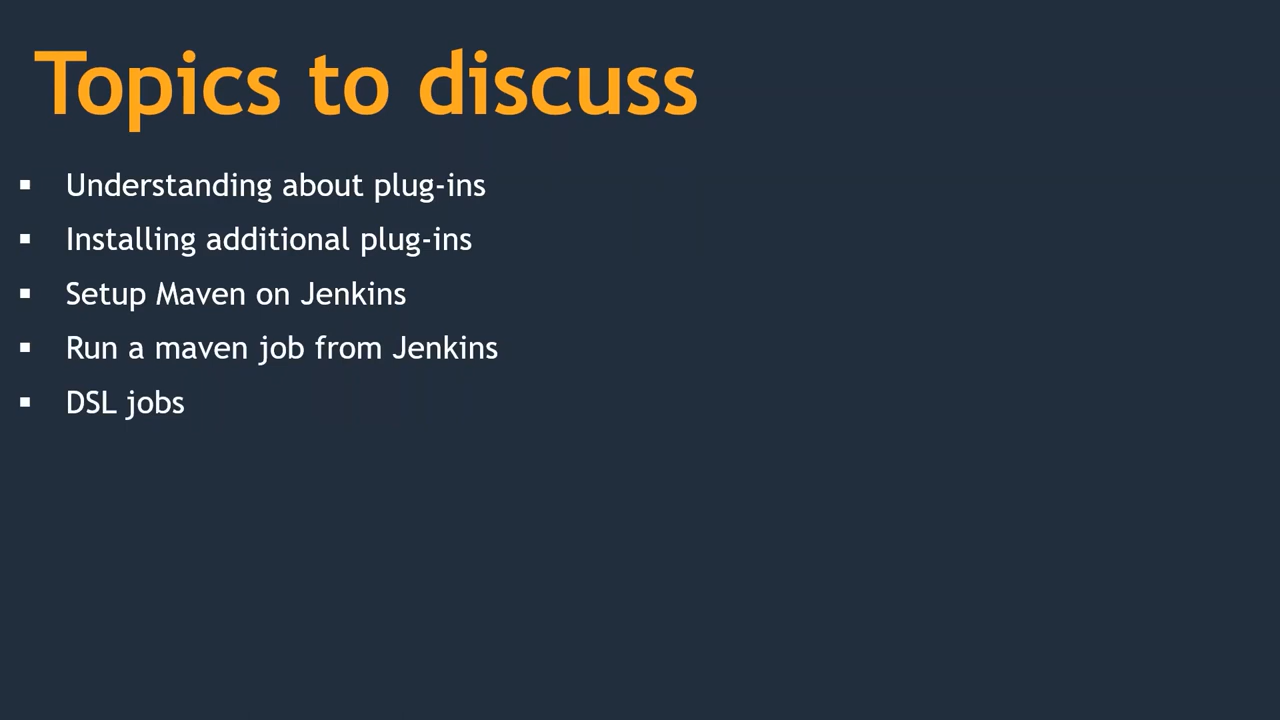 Topics to discuss
▪ Understanding about plug-ins
▪ Installing additional plug-ins
▪ Setup Maven on Jenkins
▪ Run a maven job from Jenkins
▪ DSL jobs